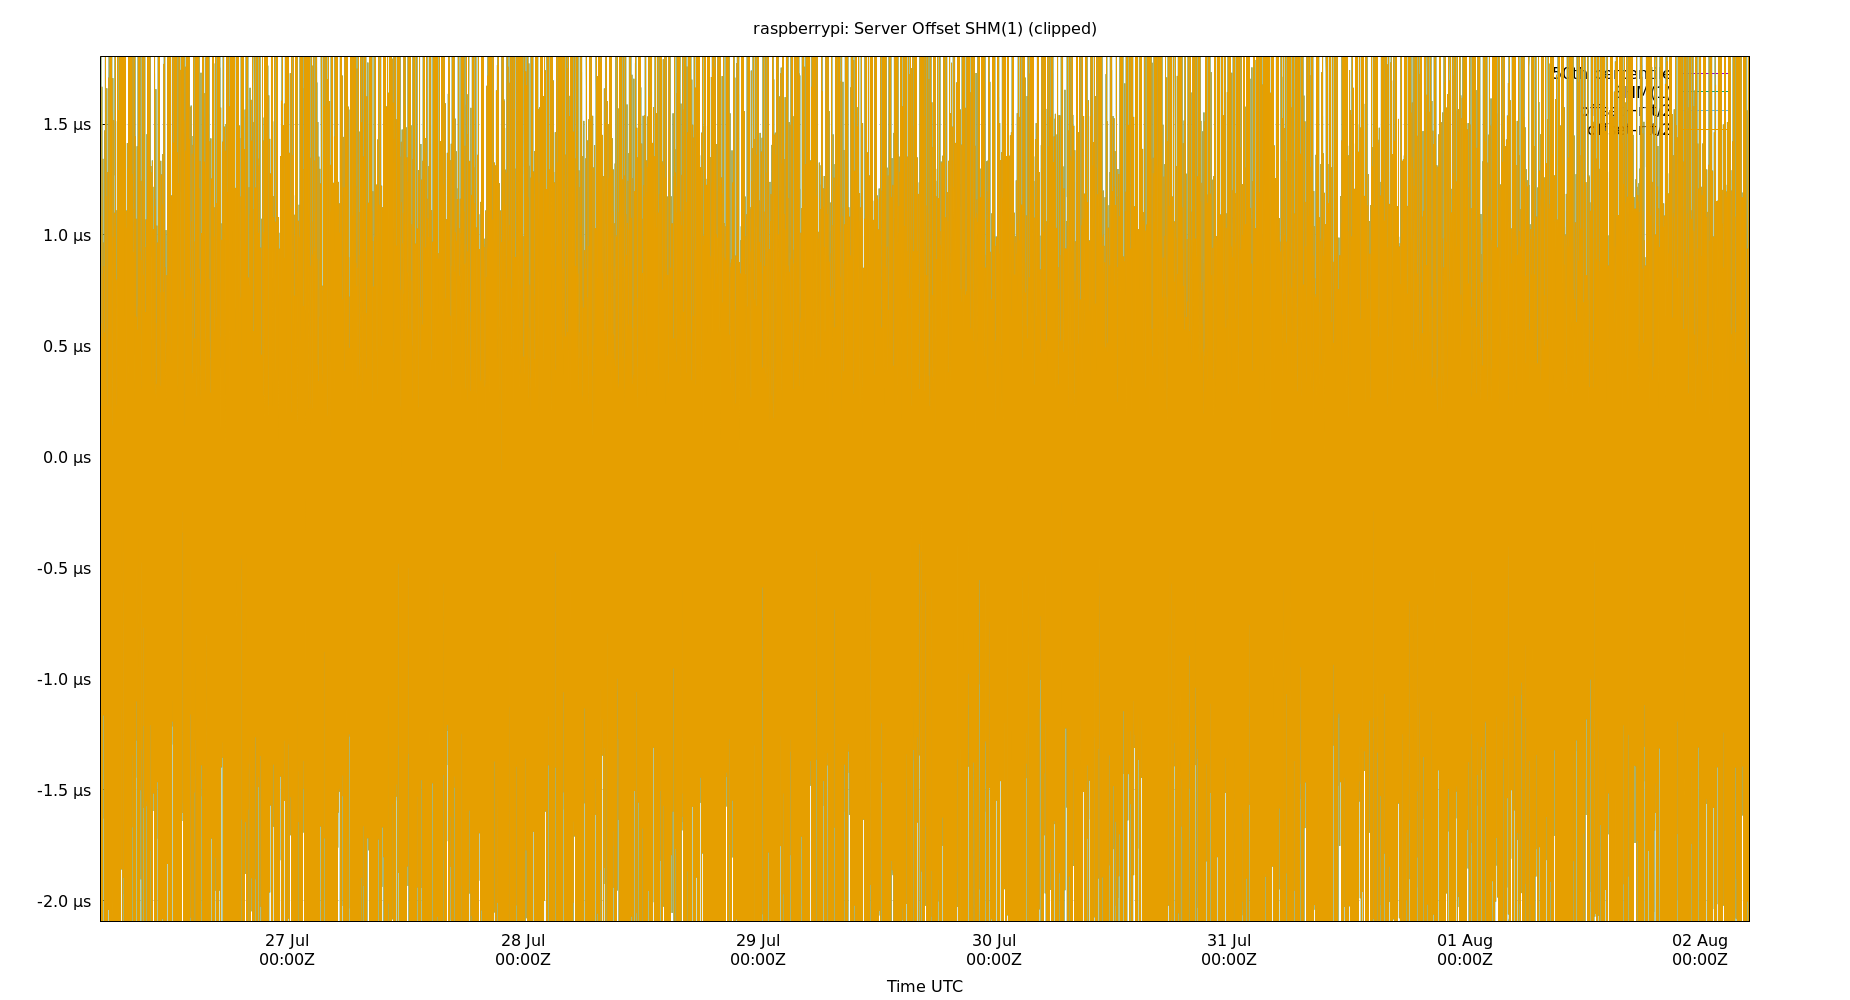 raspberrypi: Server Offset SHM(1) (clipped)
1.5 µs
1.0 µs
0.5 µs
0.0 µs
-0.5 µs
-1.0 µs
-1.5 µs
-2.0 µs
27 Jul
00:00Z
28 Jul
00:00Z
29 Jul
00:00Z
30 Jul
00:00Z
31 Jul
00:00Z
01 Aug
00:00Z
02 Aug
00:00Z
Time UTC